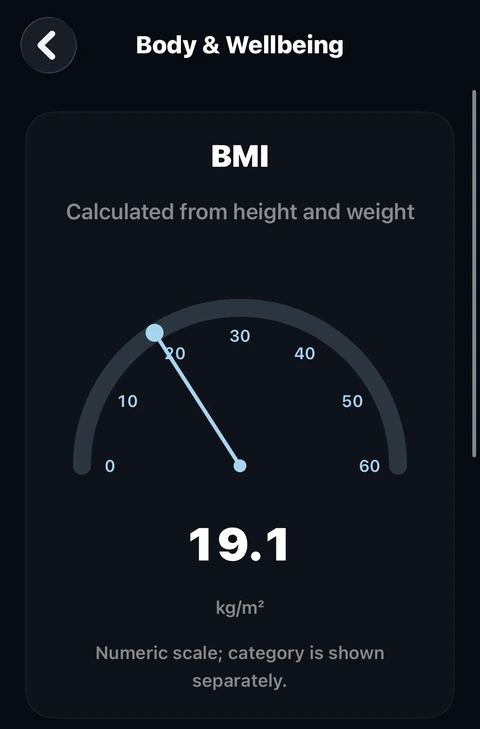 Body & Wellbeing
BMI
Calculated from height and weight
0
10
20
30
40
50
60
19.1
kg/m²
Numeric scale; category is shown
separately.